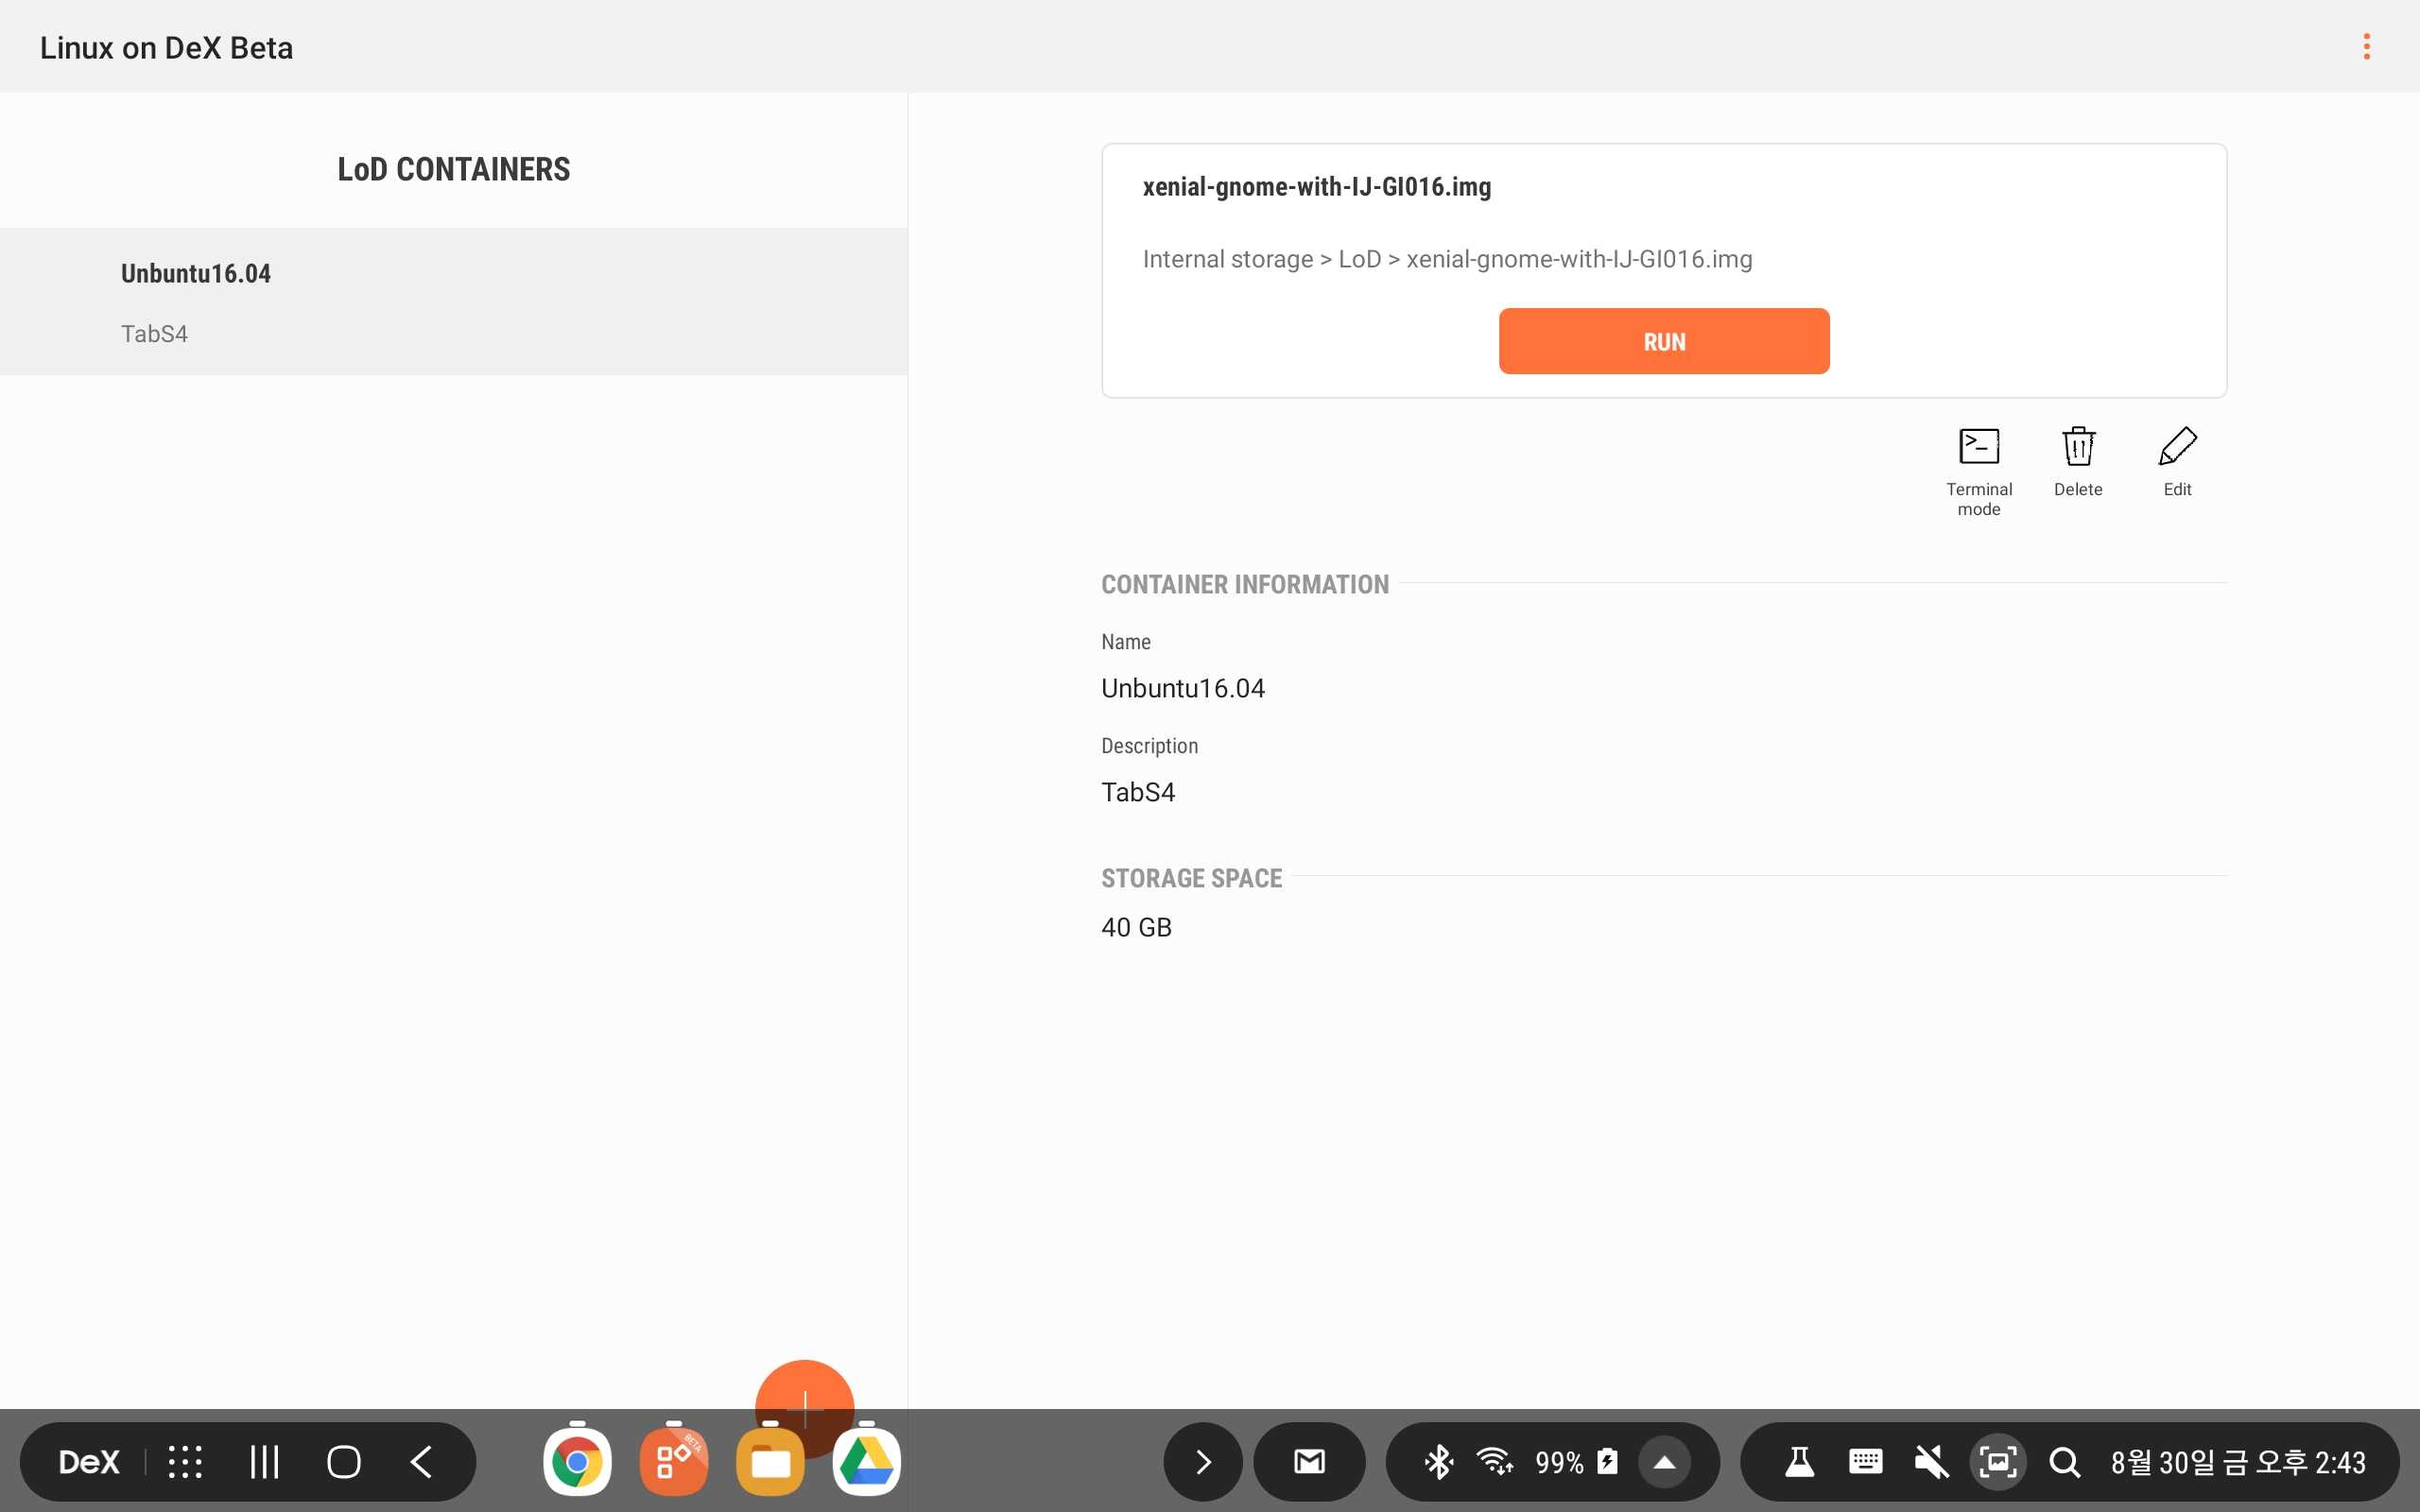 Linux on DeX Beta
LoD CONTAINERS
Unbuntu16.04
TabS4
xenial-gnome-with-IJ-GI016.img
Internal storage > LoD > xenial-gnome-with-IJ-GI016.img
RUN
Terminal
mode
Delete
Edit
CONTAINER INFORMATION
Name
Unbuntu16.04
Description
TabS4
STORAGE SPACE
40 GB
DeX
BETA
99%
8월 30일 금 오후 2:43